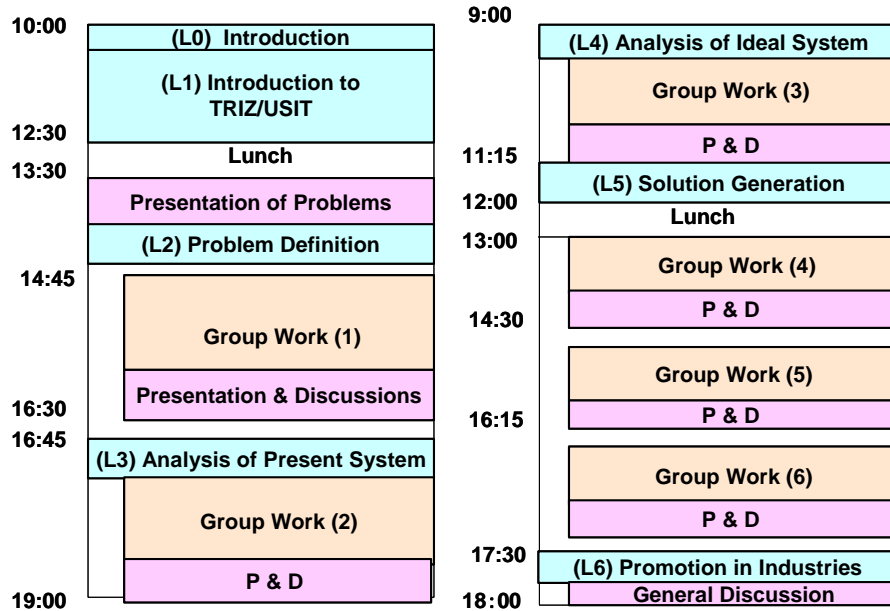 10:00
(L0) Introduction
(L1) Introduction to
TRIZ/USIT
12:30
Lunch
13:30
Presentation of Problems
(L2) Problem Definition
14:45
Group Work (1)
Presentation & Discussions
16:30
16:45
(L3) Analysis of Present System
Group Work (2)
P & D
19:00
9:00
(L4) Analysis of Ideal System
Group Work (3)
P & D
11:15
(L5) Solution Generation
12:00
Lunch
13:00
Group Work (4)
P & D
14:30
Group Work (5)
P & D
16:15
Group Work (6)
P & D
17:30
(L6) Promotion in Industries
General Discussion
18:00